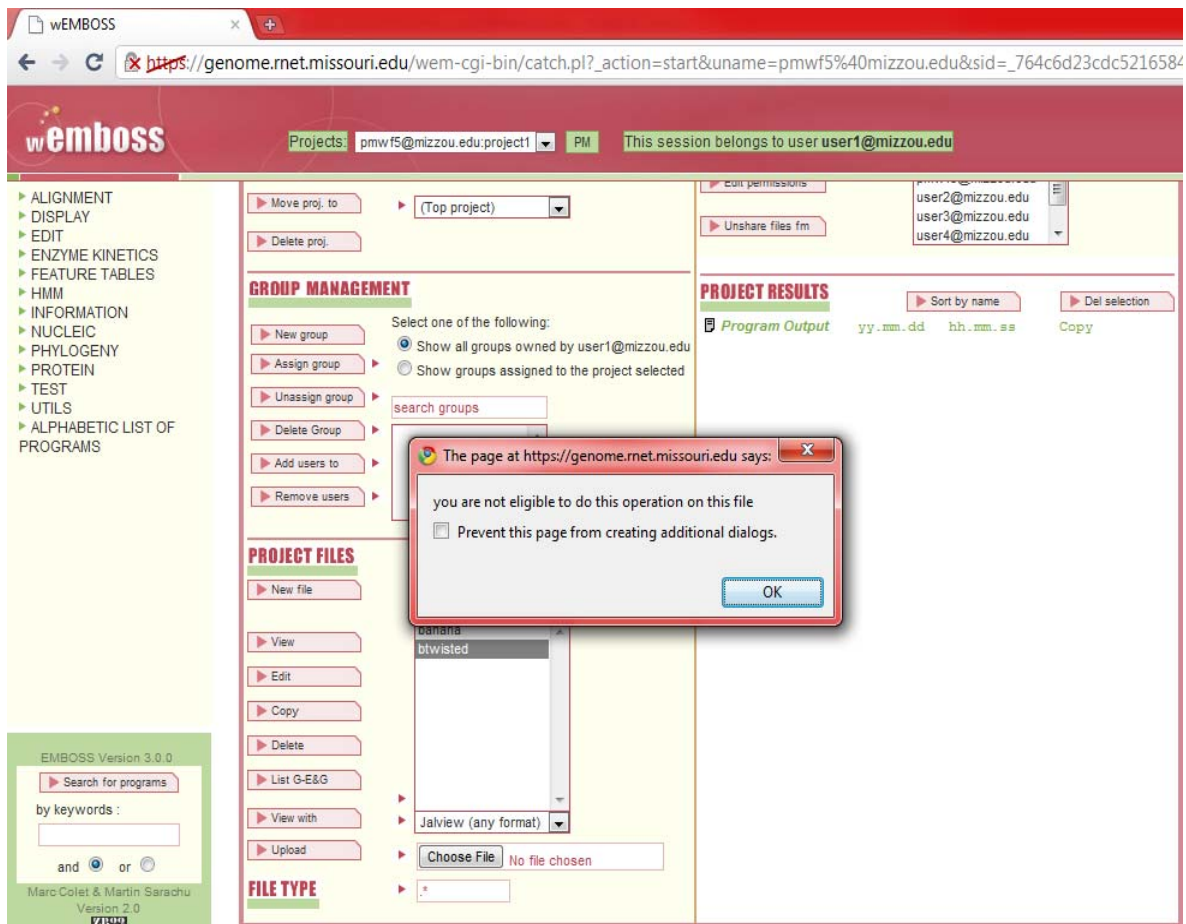 wEMBOSS
https://genome.rnet.missouri.edu/wem-cgi-bin/catch.pl?_action=start&uname=pmwf5%40mizzou.edu&sid=_764c6d23cdc5216584
wemboss
Projects: pmwf5@mizzou.edu:project1 PM This session belongs to user user1@mizzou.edu
ALIGNMENT
DISPLAY
EDIT
ENZYME KINETICS
FEATURE TABLES
HMM
INFORMATION
NUCLEIC
PHYLOGENY
PROTEIN
TEST
UTILS
ALPHABETIC LIST OF
PROGRAMS
EMBOSS Version 3.0.0
Search for programs
by keywords :
and or
Marc Colet & Martin Sarachu
Version 2.0
Move proj. to (Top project)
Delete proj.
GROUP MANAGEMENT
Select one of the following:
New group
Show all groups owned by user1@mizzou.edu
Assign group
Show groups assigned to the project selected
Unassign group
search groups
Delete Group
Add users to
Remove users
PROJECT FILES
New file
banana
View
btwisted
Edit
Copy
Delete
List G-E&G
View with Jalview (any format)
Upload Choose File No file chosen
FILE TYPE .*
Edit permissions
user2@mizzou.edu
user3@mizzou.edu
Unshare files fm
user4@mizzou.edu
PROJECT RESULTS Sort by name Del selection
Program Output yy.mm.dd hh.mm.ss Copy
The page at https://genome.rnet.missouri.edu says:
you are not eligible to do this operation on this file
Prevent this page from creating additional dialogs.
OK